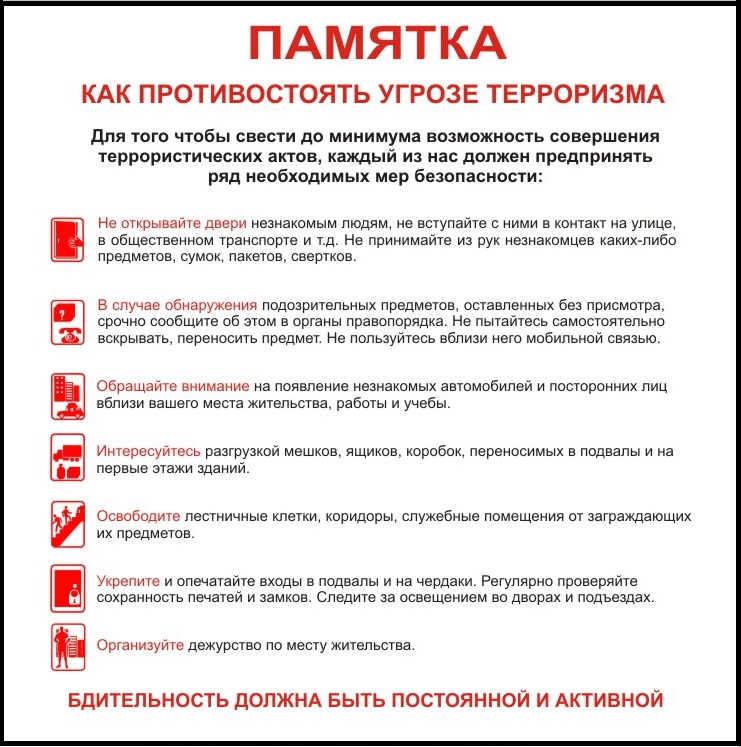 ПАМЯТКА
КАК ПРОТИВОСТОЯТЬ УГРОЗЕ ТЕРРОРИЗМА
Для того чтобы свести до минимума возможность совершения
террористических актов, каждый из нас должен предпринять
ряд необходимых мер безопасности:
Не открывайте двери незнакомым людям, не вступайте с ними в контакт на улице,
в общественном транспорте и т.д. Не принимайте из рук незнакомцев каких-либо
предметов, сумок, пакетов, свертков.
?
В случае обнаружения подозрительных предметов, оставленных без присмотра,
срочно сообщите об этом в органы правопорядка. Не пытайтесь самостоятельно
вскрывать, переносить предмет. Не пользуйтесь вблизи него мобильной связью.
Обращайте внимание на появление незнакомых автомобилей и посторонних лиц
вблизи вашего места жительства, работы и учебы.
Интересуйтесь разгрузкой мешков, ящиков, коробок, переносимых в подвалы и на
первые этажи зданий.
Освободите лестничные клетки, коридоры, служебные помещения от заграждающих
их предметов.
Укрепите и опечатайте входы в подвалы и на чердаки. Регулярно проверяйте
сохранность печатей и замков. Следите за освещением во дворах и подъездах.
Организуйте дежурство по месту жительства.
БДИТЕЛЬНОСТЬ ДОЛЖНА БЫТЬ ПОСТОЯННОЙ И АКТИВНОЙ